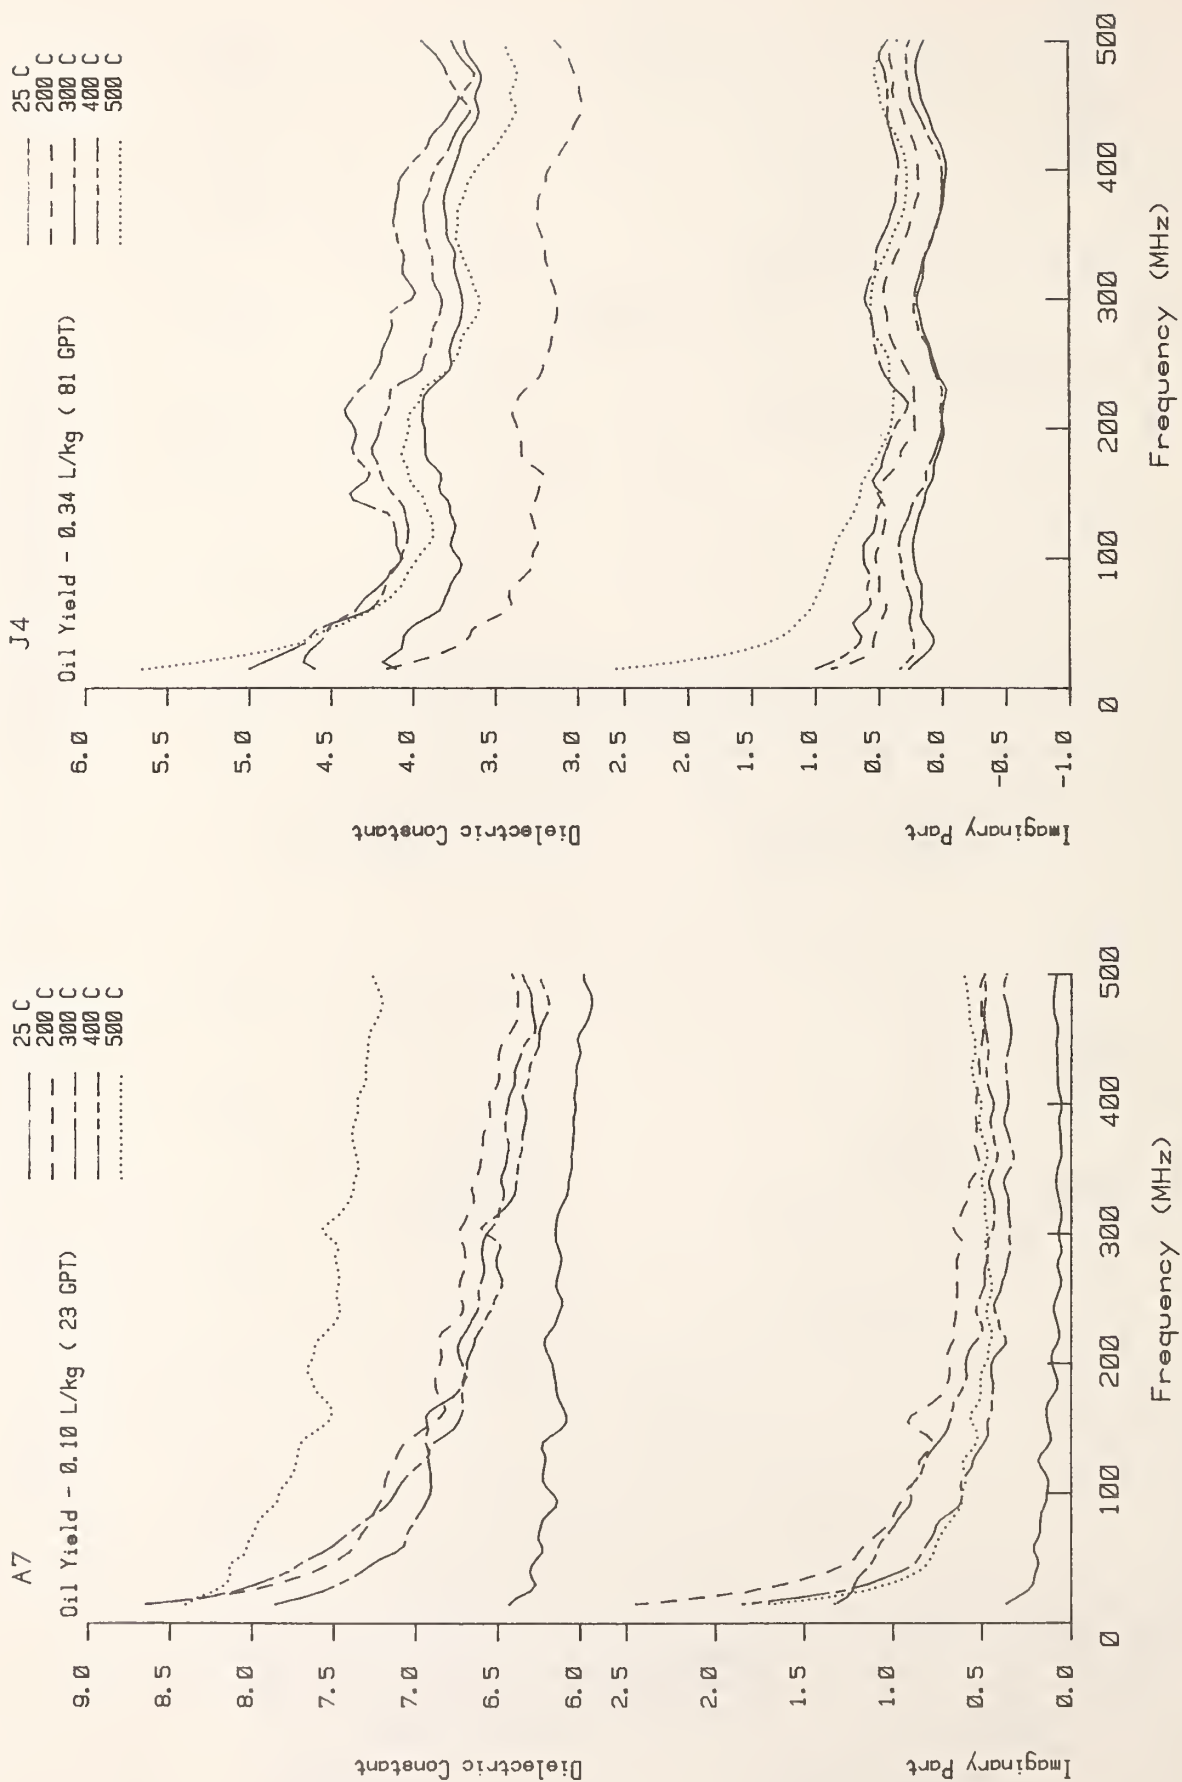 A7
Oil Yield - 0.10 L/kg ( 23 GPT)
25 C
200 C
300 C
400 C
500 C
Dielectric Constant
9.0
8.5
8.0
7.5
7.0
6.5
6.0
Imaginary Part
2.5
2.0
1.5
1.0
0.5
0.0
0
100
200
300
400
500
Frequency (MHz)
J4
Oil Yield - 0.34 L/kg ( 81 GPT)
25 C
200 C
300 C
400 C
500 C
Dielectric Constant
6.0
5.5
5.0
4.5
4.0
3.5
3.0
Imaginary Part
2.5
2.0
1.5
1.0
0.5
0.0
-0.5
-1.0
0
100
200
300
400
500
Frequency (MHz)